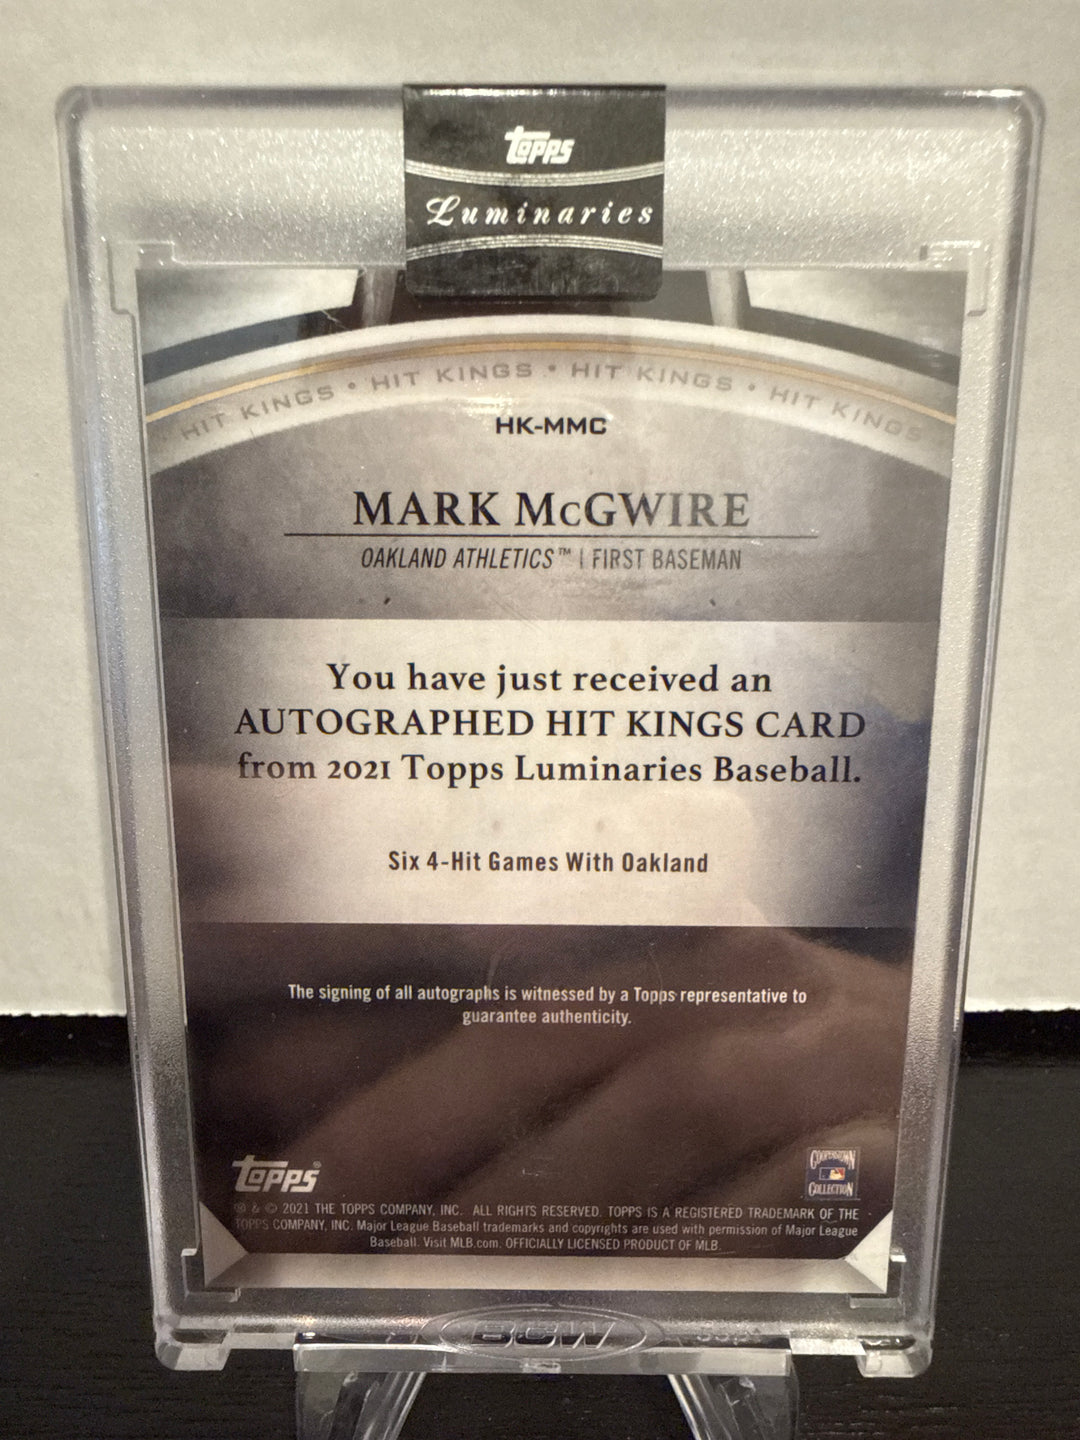 Topps
Luminaries
HIT KINGS • HIT KINGS • HIT KINGS • HIT KINGS
HK-MMC
MARK McGWIRE
OAKLAND ATHLETICS™ | FIRST BASEMAN
You have just received an
AUTOGRAPHED HIT KINGS CARD
from 2021 Topps Luminaries Baseball.
Six 4-Hit Games With Oakland
The signing of all autographs is witnessed by a Topps representative to
guarantee authenticity.
Topps®
COOPERSTOWN
COLLECTION
® & © 2021 THE TOPPS COMPANY, INC. ALL RIGHTS RESERVED. TOPPS IS A REGISTERED TRADEMARK OF THE
TOPPS COMPANY, INC. Major League Baseball trademarks and copyrights are used with permission of Major League
Baseball. Visit MLB.com. OFFICIALLY LICENSED PRODUCT OF MLB.
BCW